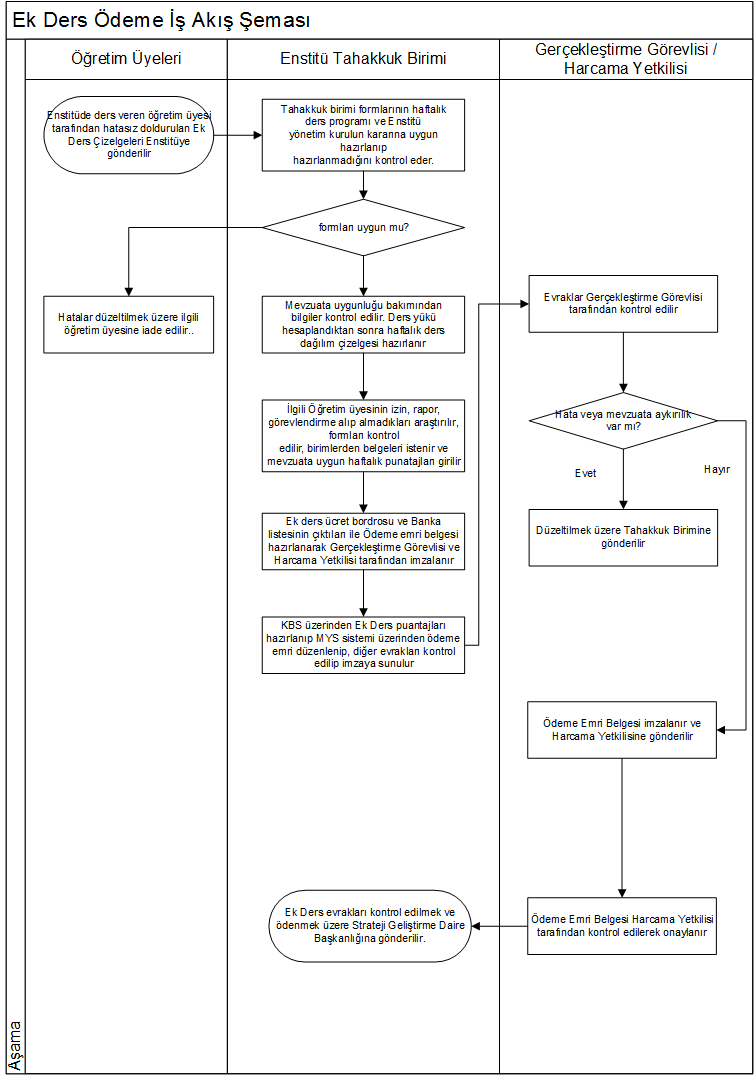 Ek Ders Ödeme İş Akış Şeması
Öğretim Üyeleri
Enstitü Tahakkuk Birimi
Gerçekleştirme Görevlisi /
Harcama Yetkilisi
Enstitüde ders veren öğretim üyesi
tarafından hatasız doldurulan Ek
Ders Çizelgeleri Enstitüye
gönderilir
Tahakkuk birimi formlarının haftalık
ders programı ve Enstitü
yönetim kurulun kararına uygun
hazırlanıp
hazırlanmadığını kontrol eder.
formları uygun mu?
Hatalar düzeltilmek üzere ilgili
öğretim üyesine iade edilir..
Mevzuata uygunluğu bakımından
bilgiler kontrol edilir. Ders yükü
hesaplandıktan sonra haftalık ders
dağılım çizelgesi hazırlanır
Evraklar Gerçekleştirme Görevlisi
tarafından kontrol edilir
İlgili Öğretim üyesinin izin, rapor,
görevlendirme alıp almadıkları araştırılır,
formları kontrol
edilir, birimlerden belgeleri istenir ve
mevzuata uygun haftalık punatajları girilir
Hata veya mevzuata aykırılık
var mı?
Evet
Hayır
Ek ders ücret bordrosu ve Banka
listesinin çıktıları ile Ödeme emri belgesi
hazırlanarak Gerçekleştirme Görevlisi ve
Harcama Yetkilisi tarafından imzalanır
Düzeltilmek üzere Tahakkuk Birimine
gönderilir
KBS üzerinden Ek Ders puantajları
hazırlanıp MYS sistemi üzerinden ödeme
emri düzenlenip, diğer evrakları kontrol
edilip imzaya sunulur
Ödeme Emri Belgesi imzalanır ve
Harcama Yetkilisine gönderilir
Ödeme Emri Belgesi Harcama Yetkilisi
tarafından kontrol edilerek onaylanır
Ek Ders evrakları kontrol edilmek ve
ödenmek üzere Strateji Geliştirme Daire
Başkanlığına gönderilir.
Aşama